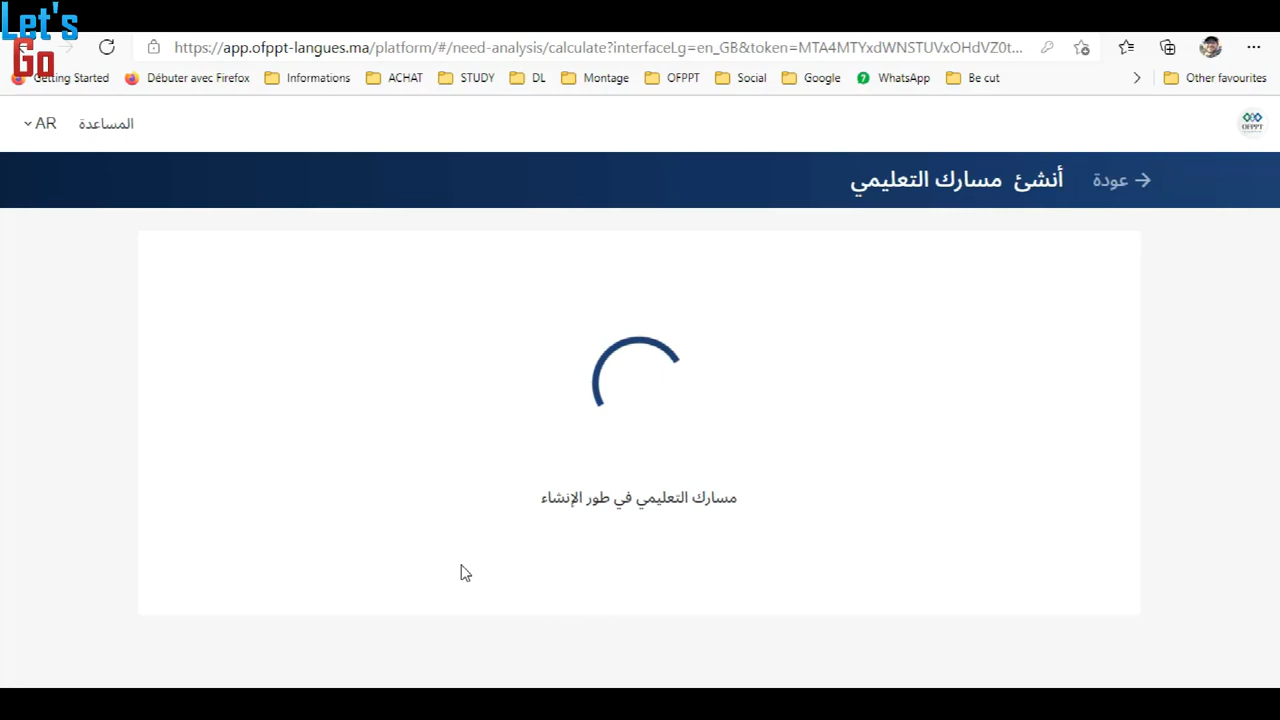 Let's
Go
https://app.ofppt-langues.ma/platform/#/need-analysis/calculate?interfaceLg=en_GB&token=MTA4MTYxdWNSTUVxOHdVZ0t...
Getting Started Débuter avec Firefox Informations ACHAT STUDY DL Montage OFPPT Social Google WhatsApp Be cut Other favourites
المساعدة AR
OFPPT
عودة أنشئ مسارك التعليمي
مسارك التعليمي في طور الإنشاء